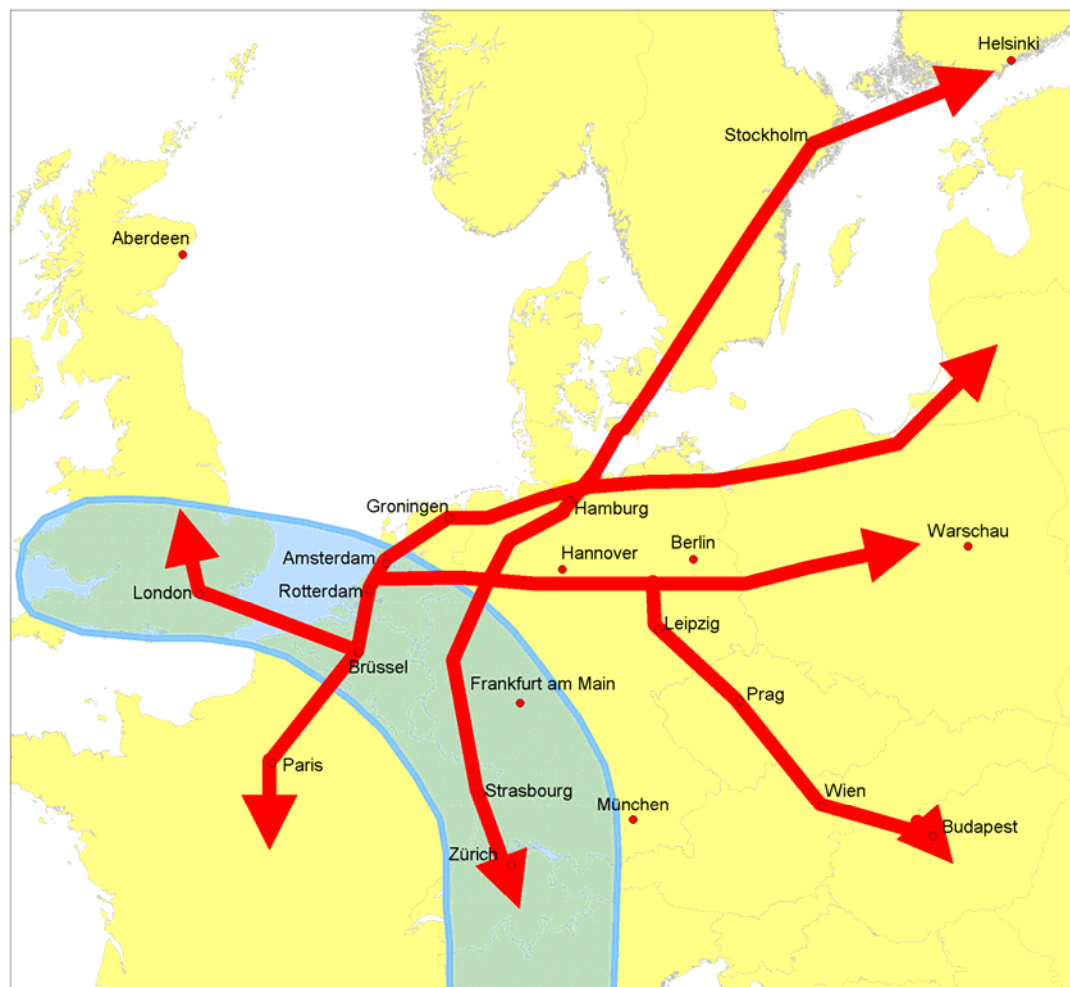 Helsinki
Stockholm
Aberdeen
Groningen
Hamburg
Warschau
Berlin
Hannover
Amsterdam
Rotterdam
London
Leipzig
Brüssel
Frankfurt am Main
Prag
Paris
Strasbourg
München
Wien
Budapest
Zürich